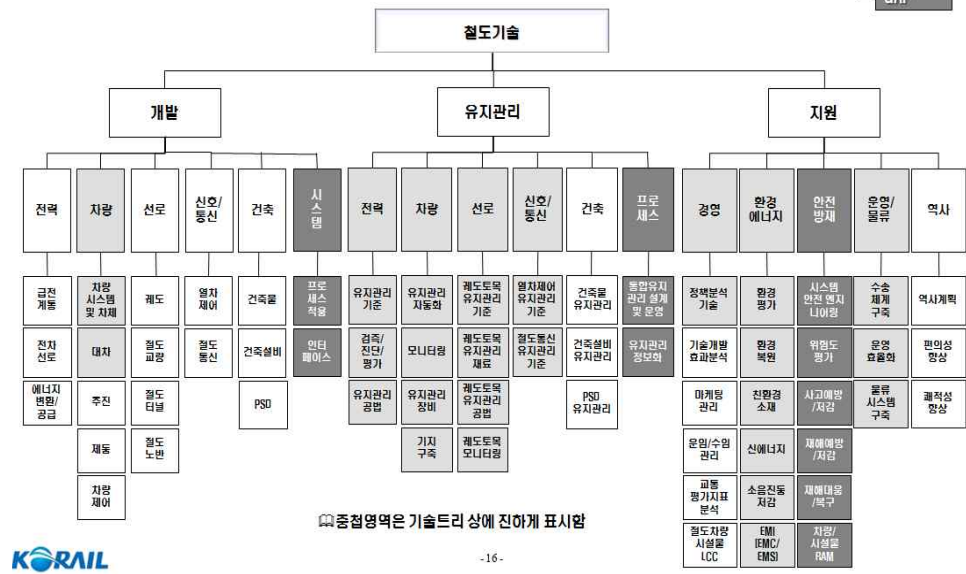 철도기술
개발
유지관리
지원
전력
차량
선로
신호/
통신
건축
시
스
템
전력
차량
선로
신호/
통신
건축
프로
세스
경영
환경
에너지
안전
방재
운영/
물류
역사
급전
계통
차량
시스템
및 차체
궤도
열차
제어
건축물
프로
세스
적용
유지관리
기준
유지관리
자동화
궤도토목
유지관리
기준
열차제어
유지관리
기준
건축물
유지관리
통합유지
관리 설계
및 운영
정책분석
기술
환경
평가
시스템
안전 엔지
니어링
수송
체계
구축
역사계획
전차
선로
대차
철도
교량
철도
통신
건축설비
인터
페이스
검측/
진단/
평가
모니터링
궤도토목
유지관리
재료
철도통신
유지관리
기준
건축설비
유지관리
유지관리
정보화
기술개발
효과분석
환경
복원
위험도
평가
운영
효율화
편의성
향상
에너지
변환/
공급
추진
철도
터널
PSD
유지관리
공법
유지관리
장비
궤도토목
유지관리
공법
PSD
유지관리
마케팅
관리
친환경
소재
사고예방
/저감
물류
시스템
구축
쾌적성
향상
제동
철도
노반
기지
구축
궤도토목
모니터링
운임/수입
관리
신에너지
재해예방
/저감
차량
제어
교통
평가지표
분석
소음진동
저감
재해대응
/복구
철도차량
시설물
LCC
EMI
(EMC/
EMS)
차량/
시설물
RAM
중첩영역은 기술트리 상에 진하게 표시함
KORAIL
-16-